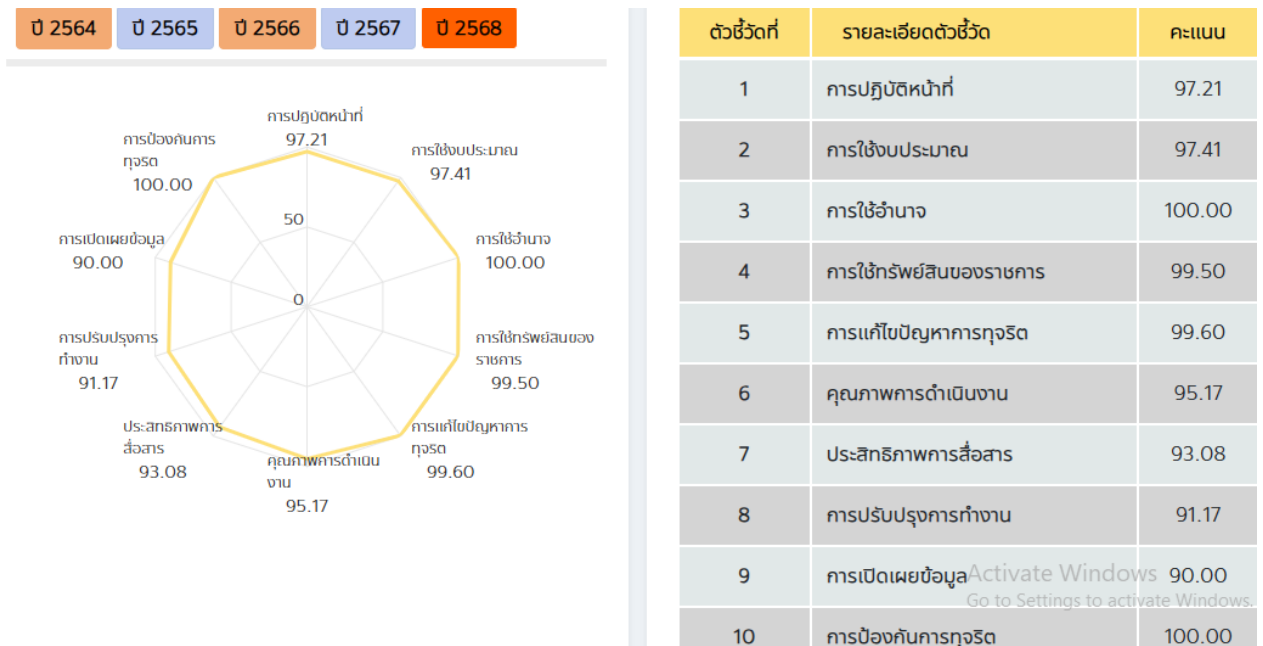 ปี 2564 ปี 2565 ปี 2566 ปี 2567 ปี 2568
การปฏิบัติหน้าที่
97.21
การใช้งบประมาณ
97.41
การใช้อำนาจ
100.00
การใช้ทรัพย์สินของ
ราชการ
99.50
การแก้ไขปัญหาการ
ทุจริต
99.60
คุณภาพการดำเนิน
งาน
95.17
ประสิทธิภาพการ
สื่อสาร
93.08
การปรับปรุงการ
ทำงาน
91.17
การเปิดเผยข้อมูล
90.00
การป้องกันการ
ทุจริต
100.00
50
0
ตัวชี้วัดที่ รายละเอียดตัวชี้วัด คะแนน
1 การปฏิบัติหน้าที่ 97.21
2 การใช้งบประมาณ 97.41
3 การใช้อำนาจ 100.00
4 การใช้ทรัพย์สินของราชการ 99.50
5 การแก้ไขปัญหาการทุจริต 99.60
6 คุณภาพการดำเนินงาน 95.17
7 ประสิทธิภาพการสื่อสาร 93.08
8 การปรับปรุงการทำงาน 91.17
9 การเปิดเผยข้อมูล 90.00
Activate Windows
Go to Settings to activate Windows.
10 การป้องกันการทุจริต 100.00